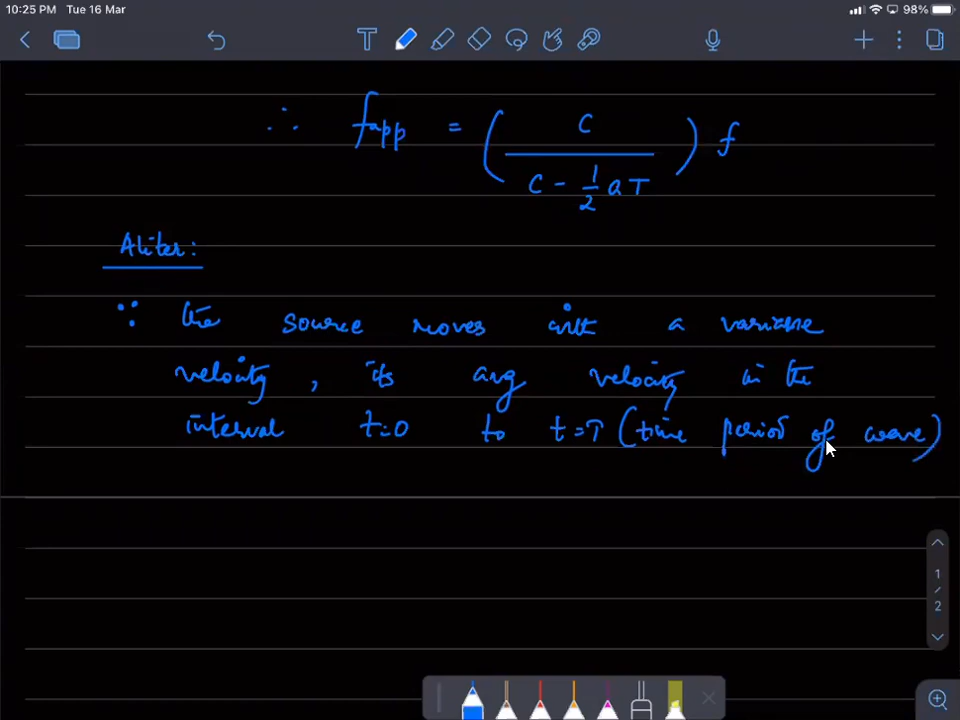 10:25 PM Tue 16 Mar 98%
T
∴ fapp = ( C / C - 1/2 a T ) f
Aliter:
∵ the source moves with a variable
velocity, its avg velocity in the
interval t=0 to t=T (time period of wave)
1
/
2